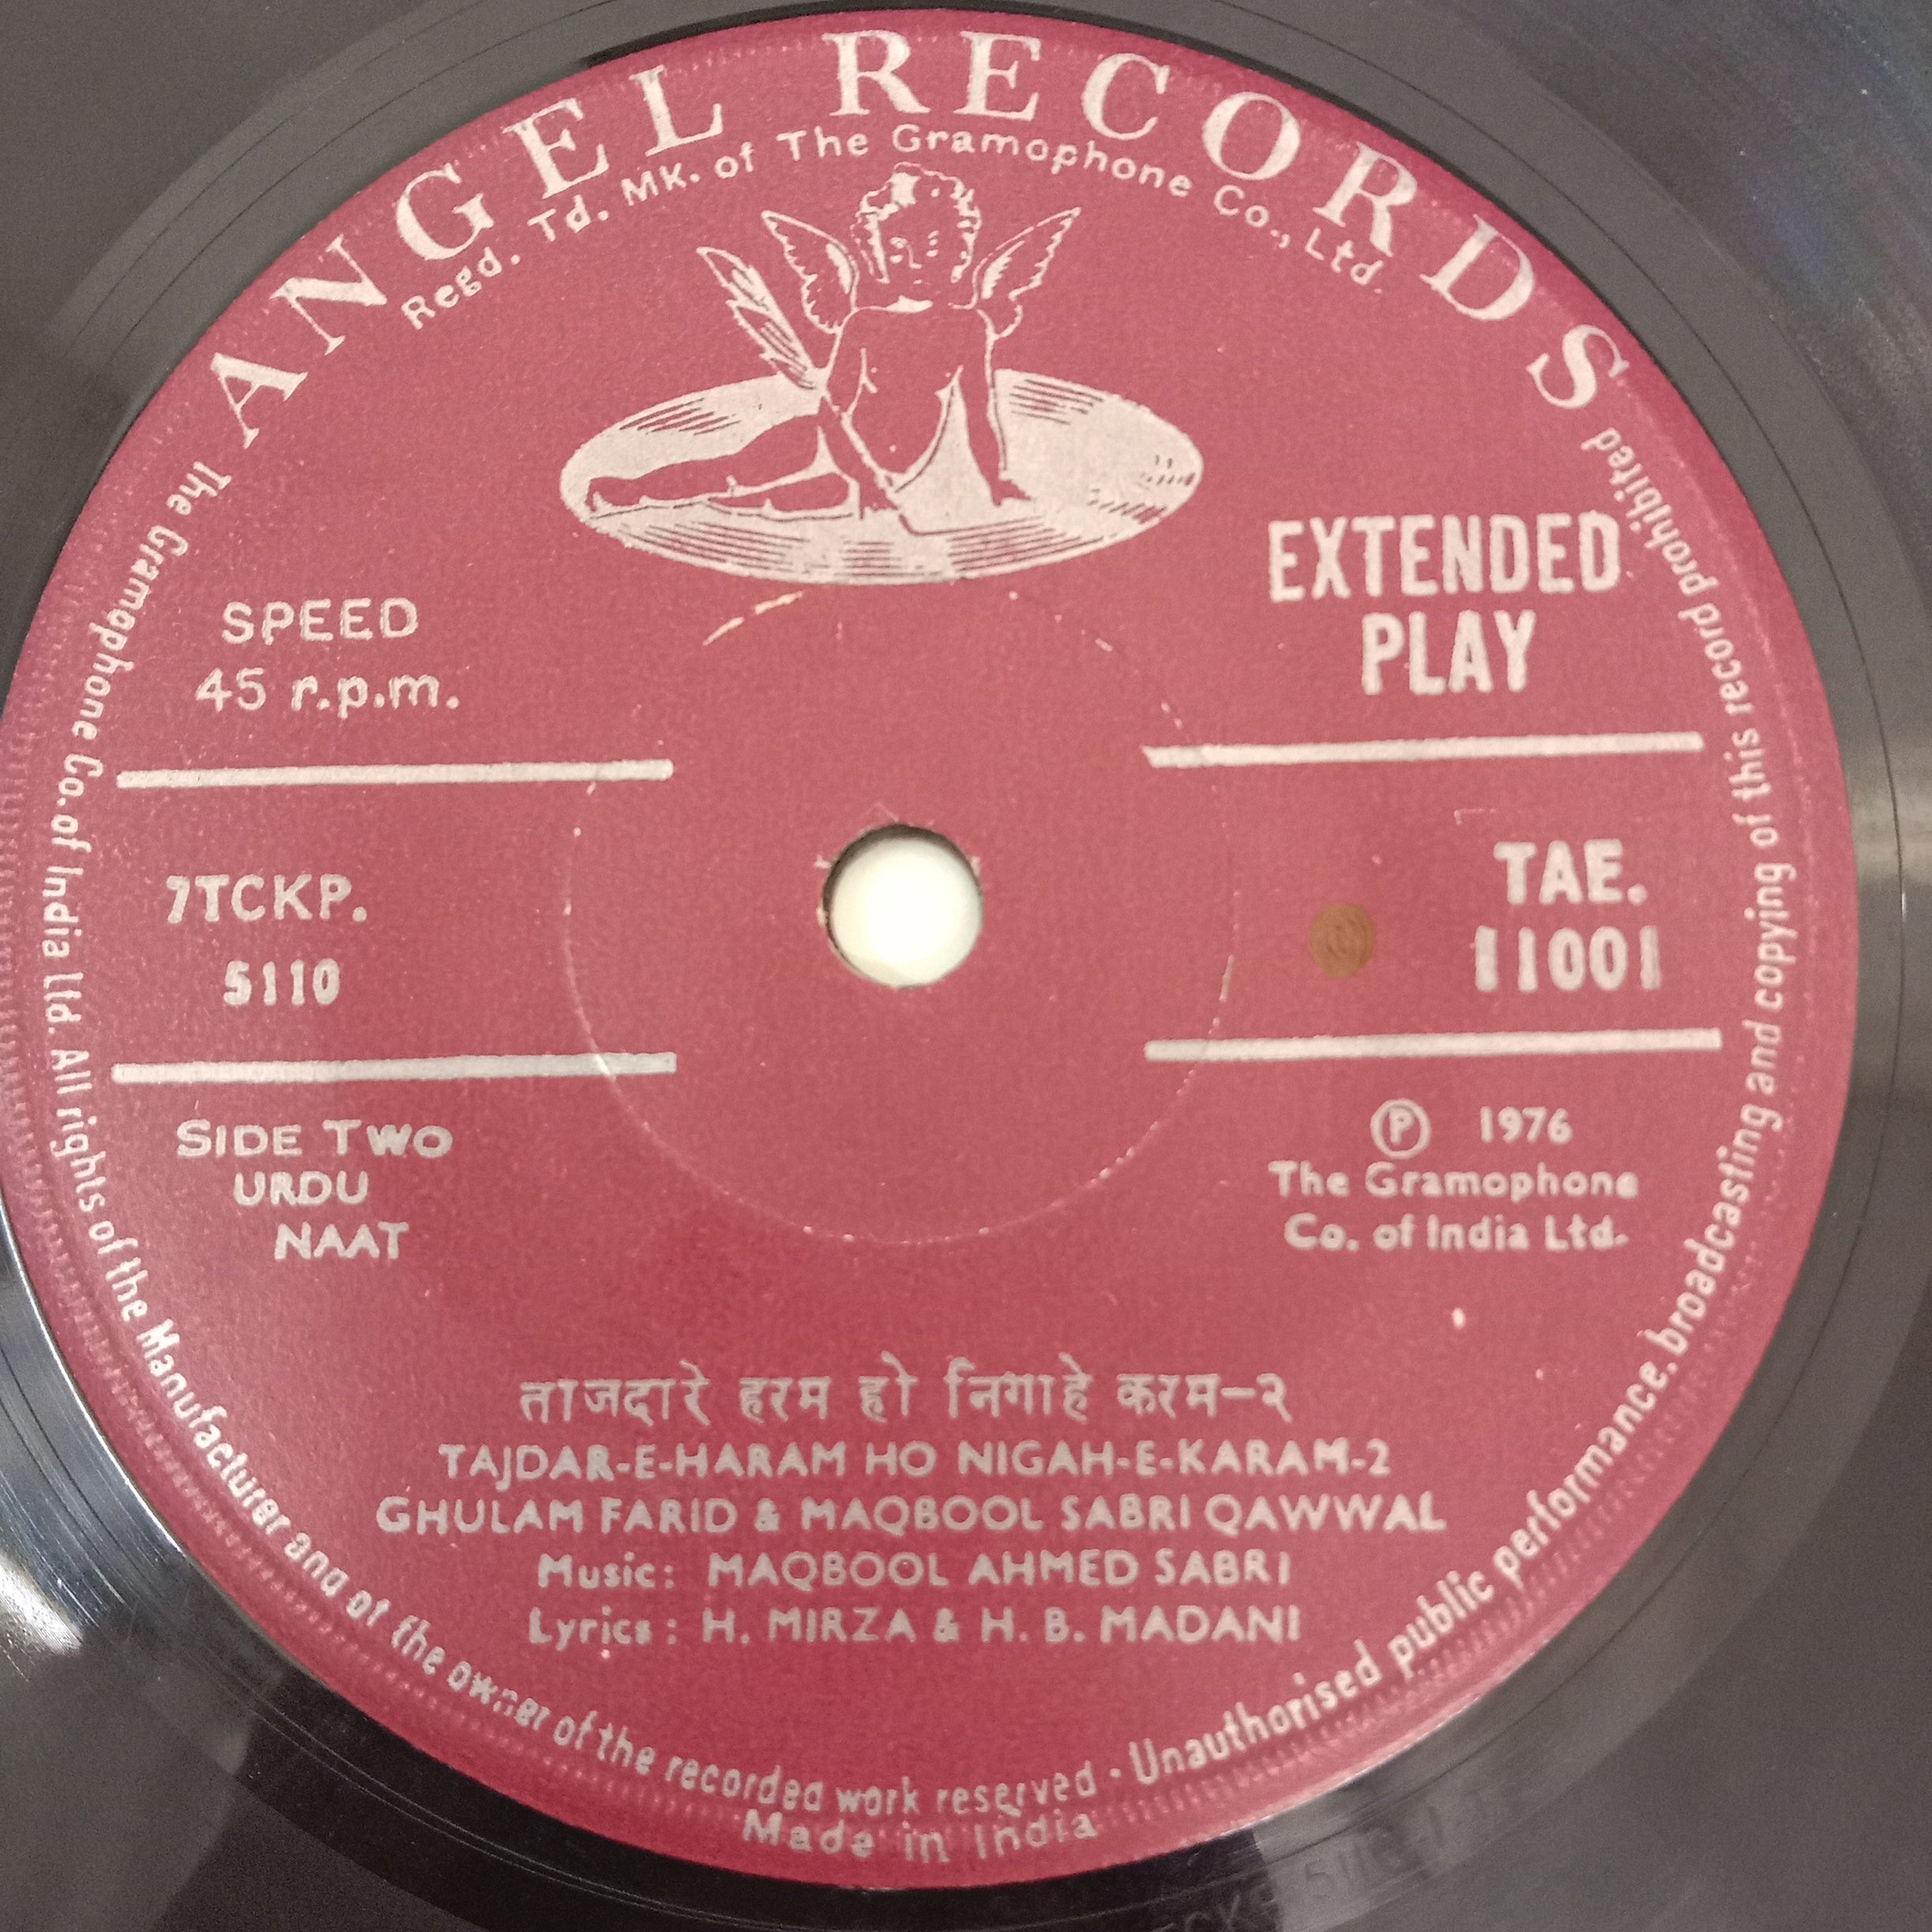 ANGEL RECORDS
Regd. Td. MK. of The Gramophone Co., Ltd.
SPEED
45 r.p.m.
EXTENDED
PLAY
7TCKP.
5110
TAE.
11001
SIDE TWO
URDU
NAAT
Ⓟ 1976
The Gramophone
Co. of India Ltd.
ताजदारे हरम हो निगाहे करम–२
TAJDAR-E-HARAM HO NIGAH-E-KARAM-2
GHULAM FARID & MAQBOOL SABRI QAWWAL
Music: MAQBOOL AHMED SABRI
Lyrics: H. MIRZA & H. B. MADANI
The Gramophone Co. of India Ltd. All rights of the Manufacturer and of the owner of the recorded work reserved · Unauthorised public performance. broadcasting and copying of this record prohibited
Made in India